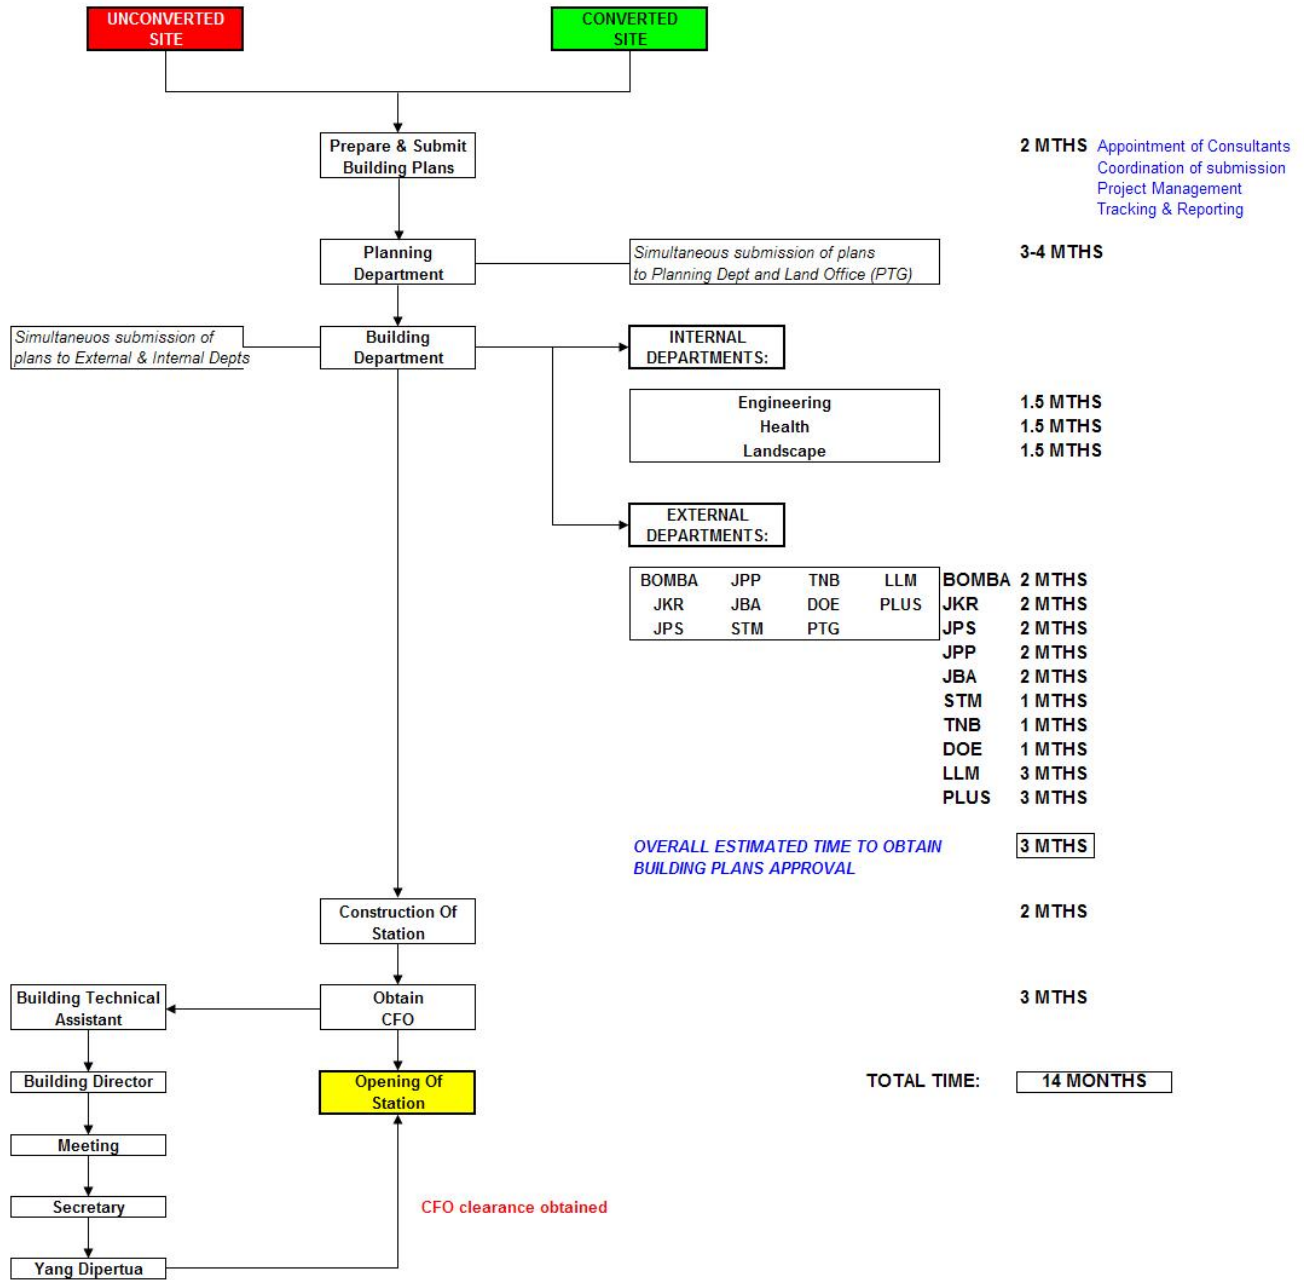 UNCONVERTED
SITE
CONVERTED
SITE
Prepare & Submit
Building Plans
2 MTHS Appointment of Consultants
Coordination of submission
Project Management
Tracking & Reporting
Planning
Department
Simultaneous submission of plans
to Planning Dept and Land Office (PTG)
3-4 MTHS
Simultaneuos submission of
plans to External & Internal Depts
Building
Department
INTERNAL
DEPARTMENTS:
Engineering 1.5 MTHS
Health 1.5 MTHS
Landscape 1.5 MTHS
EXTERNAL
DEPARTMENTS:
BOMBA JPP TNB LLM BOMBA 2 MTHS
JKR JBA DOE PLUS JKR 2 MTHS
JPS STM PTG JPS 2 MTHS
JPP 2 MTHS
JBA 2 MTHS
STM 1 MTHS
TNB 1 MTHS
DOE 1 MTHS
LLM 3 MTHS
PLUS 3 MTHS
OVERALL ESTIMATED TIME TO OBTAIN
BUILDING PLANS APPROVAL
3 MTHS
Construction Of
Station
2 MTHS
Building Technical
Assistant
Obtain
CFO
3 MTHS
Building Director
Opening Of
Station
TOTAL TIME: 14 MONTHS
Meeting
Secretary
CFO clearance obtained
Yang Dipertua